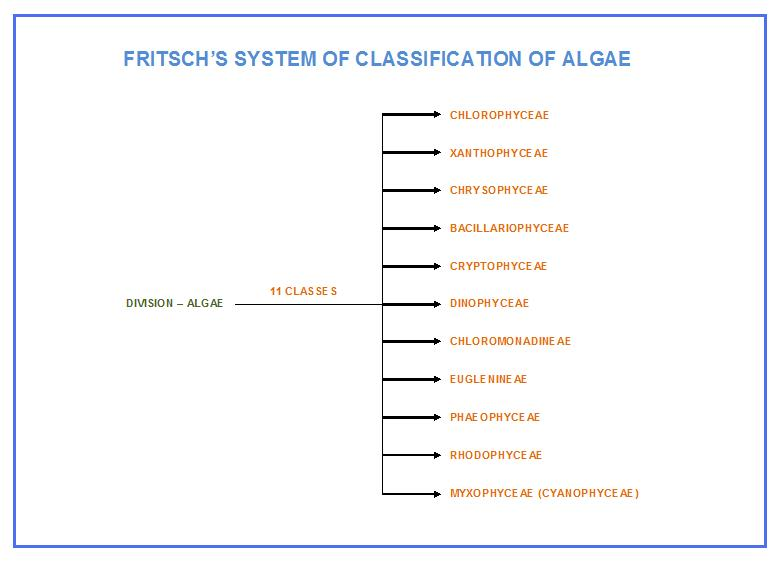 FRITSCH'S SYSTEM OF CLASSIFICATION OF ALGAE
CHLOROPHYCEAE
XANTHOPHYCEAE
CHRYSOPHYCEAE
BACILLARIOPHYCEAE
CRYPTOPHYCEAE
11 CLASSES
DIVISION – ALGAE
DINOPHYCEAE
CHLOROMONADINEAE
EUGLENINEAE
PHAEOPHYCEAE
RHODOPHYCEAE
MYXOPHYCEAE (CYANOPHYCEAE)